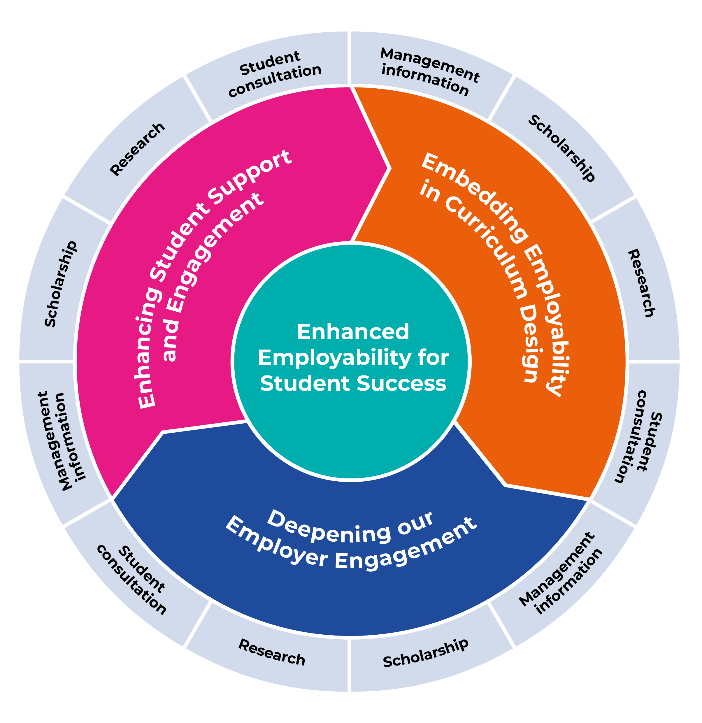 Student
consultation
Management
information
Scholarship
Research
Student
consultation
Management
information
Scholarship
Research
Student
consultation
Management
information
Scholarship
Research
Enhancing Student Support
and Engagement
Embedding Employability
in Curriculum Design
Deepening our
Employer Engagement
Enhanced
Employability for
Student Success